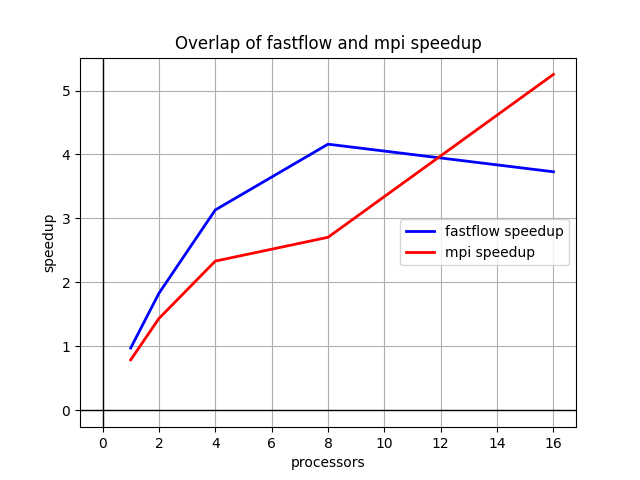 Overlap of fastflow and mpi speedup
speedup
5
4
3
2
1
0
fastflow speedup
mpi speedup
0 2 4 6 8 10 12 14 16
processors